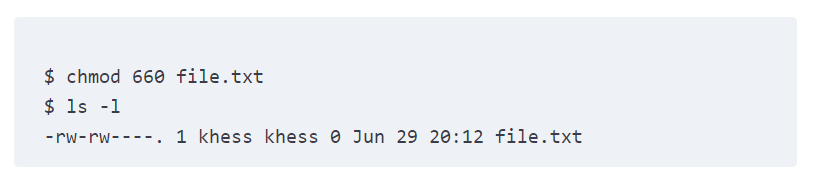 $ chmod 660 file.txt
$ ls -l
-rw-rw----. 1 khess khess 0 Jun 29 20:12 file.txt